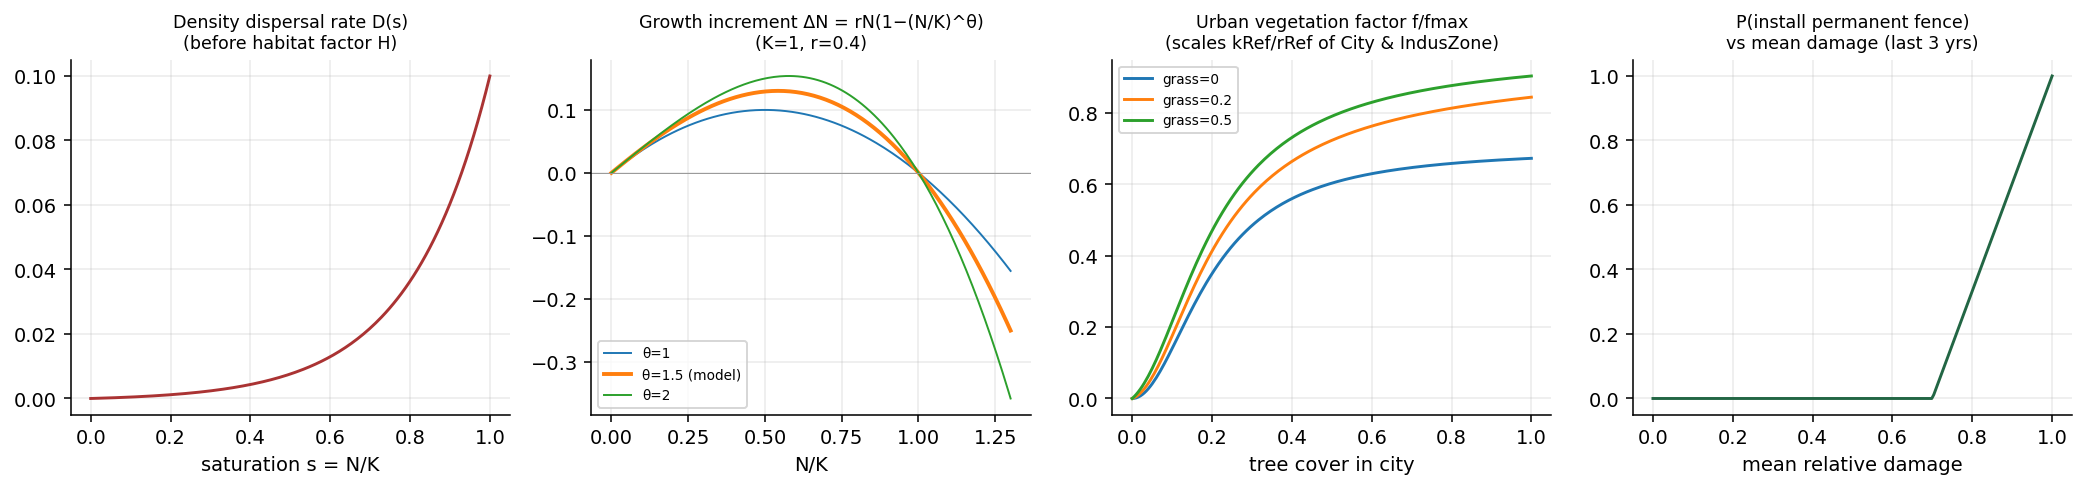 Density dispersal rate D(s)
(before habitat factor H)
0.10
0.08
0.06
0.04
0.02
0.00
0.0 0.2 0.4 0.6 0.8 1.0
saturation s = N/K
Growth increment ΔN = rN(1−(N/K)^θ)
(K=1, r=0.4)
0.1
0.0
−0.1
−0.2
−0.3
θ=1
θ=1.5 (model)
θ=2
0.00 0.25 0.50 0.75 1.00 1.25
N/K
Urban vegetation factor f/fmax
(scales kRef/rRef of City & IndusZone)
grass=0
grass=0.2
grass=0.5
0.8
0.6
0.4
0.2
0.0
0.0 0.2 0.4 0.6 0.8 1.0
tree cover in city
P(install permanent fence)
vs mean damage (last 3 yrs)
1.0
0.8
0.6
0.4
0.2
0.0
0.0 0.2 0.4 0.6 0.8 1.0
mean relative damage